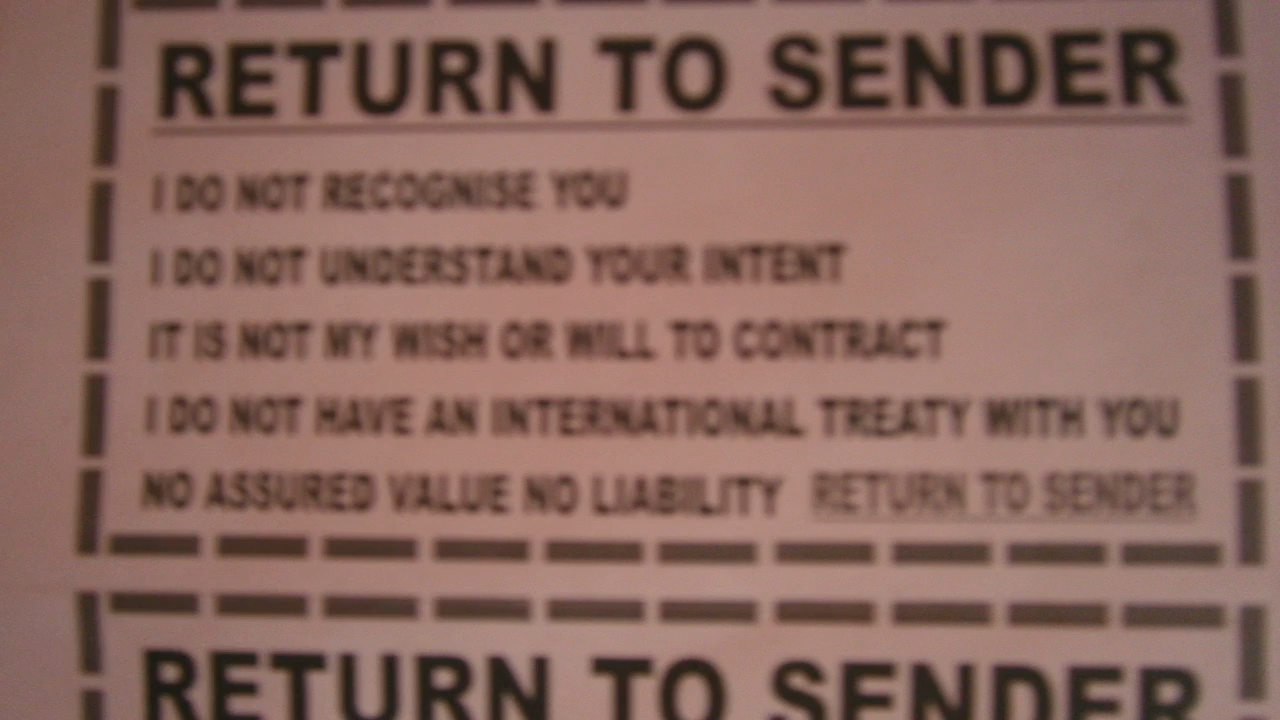 RETURN TO SENDER
I DO NOT RECOGNISE YOU
I DO NOT UNDERSTAND YOUR INTENT
IT IS NOT MY WISH OR WILL TO CONTRACT
I DO NOT HAVE AN INTERNATIONAL TREATY WITH YOU
NO ASSURED VALUE NO LIABILITY RETURN TO SENDER
RETURN TO SENDER